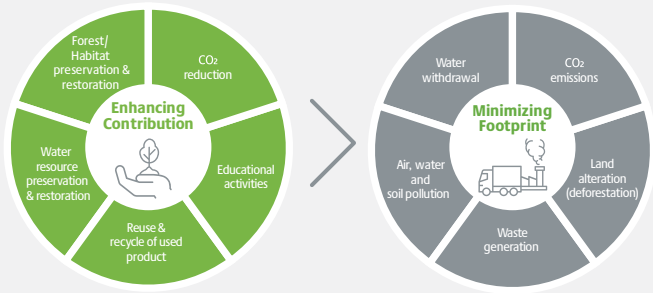 Forest/
Habitat
preservation &
restoration
CO₂
reduction
Enhancing
Contribution
Water
resource
preservation
& restoration
Educational
activities
Reuse &
recycle of used
product
Water
withdrawal
CO₂
emissions
Minimizing
Footprint
Air, water
and
soil pollution
Land
alteration
(deforestation)
Waste
generation